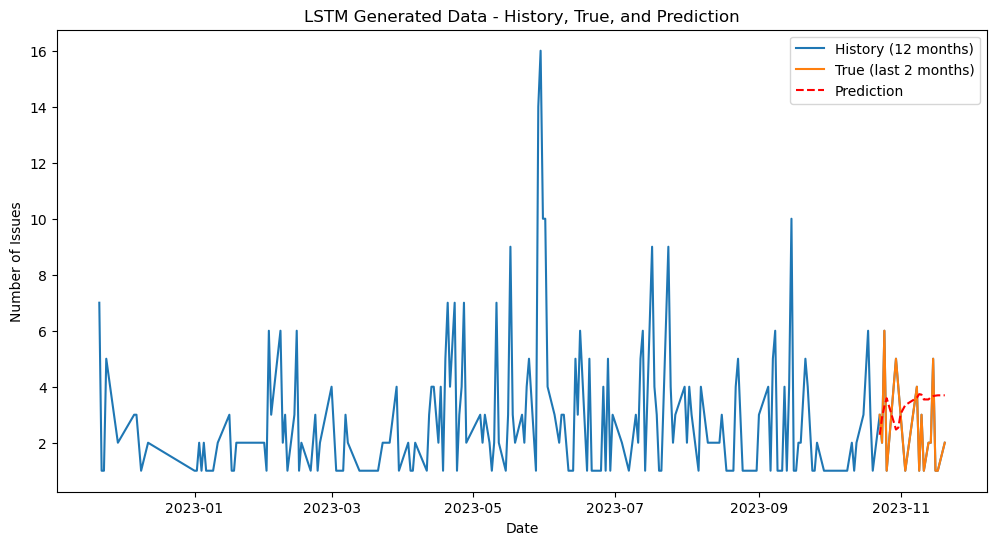 LSTM Generated Data - History, True, and Prediction
History (12 months)
True (last 2 months)
Prediction
Number of Issues
16
14
12
10
8
6
4
2
2023-01
2023-03
2023-05
2023-07
2023-09
2023-11
Date